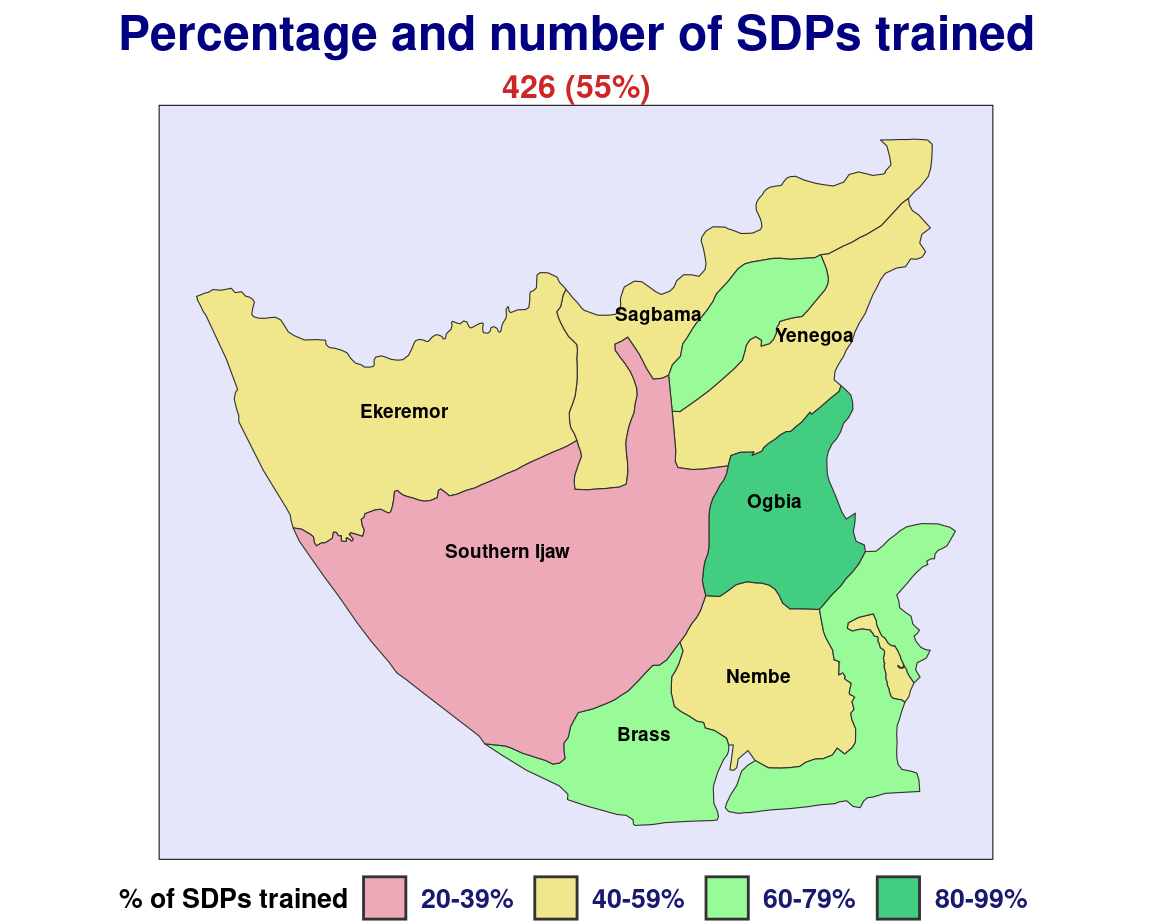 Percentage and number of SDPs trained
426 (55%)
Sagbama
Yenegoa
Ekeremor
Ogbia
Southern Ijaw
Nembe
Brass
% of SDPs trained 20-39% 40-59% 60-79% 80-99%